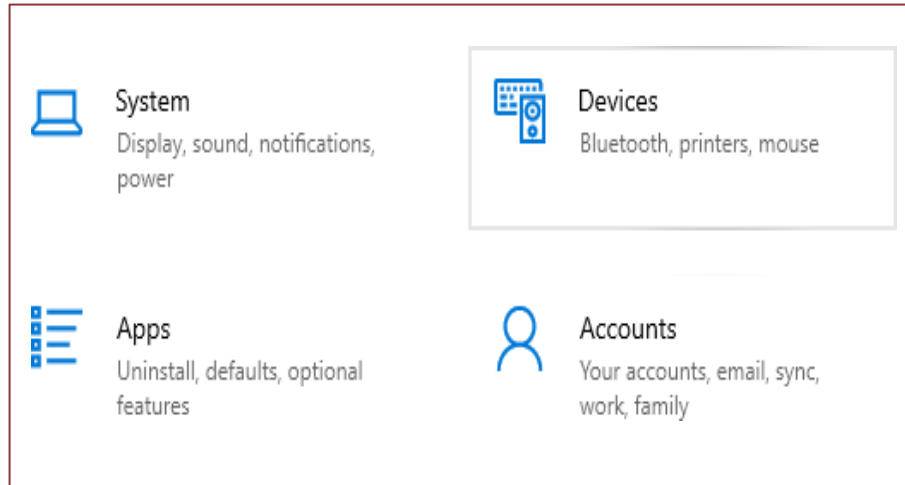 System
Display, sound, notifications,
power
Devices
Bluetooth, printers, mouse
Apps
Uninstall, defaults, optional
features
Accounts
Your accounts, email, sync,
work, family